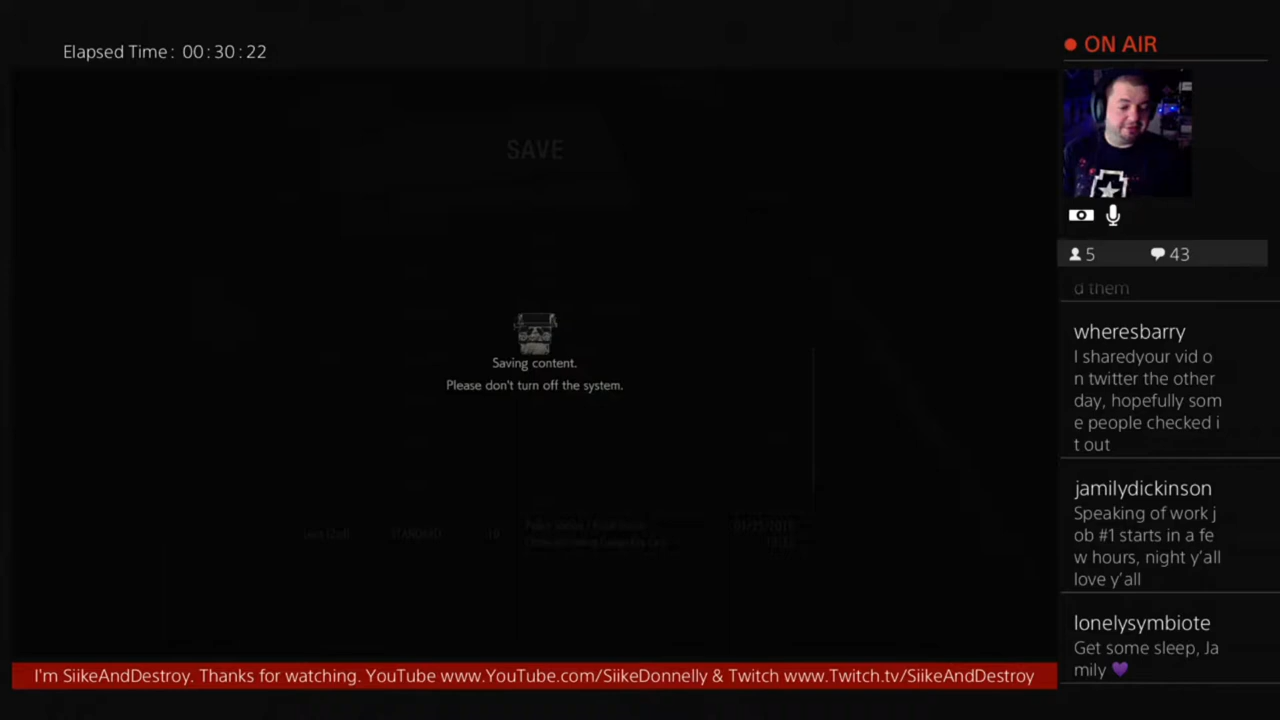 Elapsed Time: 00:30:22
ON AIR
SAVE
5
43
d them
wheresbarry
I sharedyour vid o
n twitter the other
day, hopefully som
e people checked i
t out
Saving content.
Please don't turn off the system.
jamilydickinson
Speaking of work j
ob #1 starts in a fe
w hours, night y'all
love y'all
STANDARD
lonelysymbiote
Get some sleep, Ja
mily 💜
I'm SiikeAndDestroy. Thanks for watching. YouTube www.YouTube.com/SiikeDonnelly & Twitch www.Twitch.tv/SiikeAndDestroy